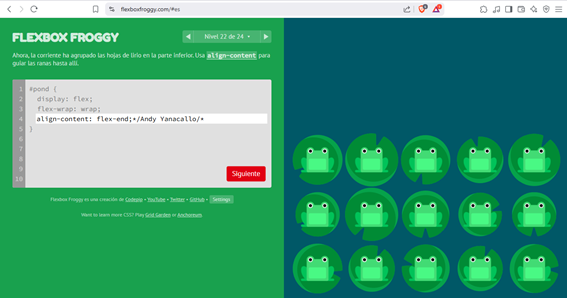 flexboxfroggy.com/#es
FLEXBOX FROGGY
Nivel 22 de 24
Ahora, la corriente ha agrupado las hojas de lirio en la parte inferior. Usa align-content para
guiar las ranas hasta allí.
1 #pond {
2 display: flex;
3 flex-wrap: wrap;
4 align-content: flex-end;*/Andy Yanacallo/*
5 }
6
7
8
9
10
Siguiente
Flexbox Froggy es una creación de Codepip • YouTube • Twitter • GitHub • Settings
Want to learn more CSS? Play Grid Garden or Anchoreum.